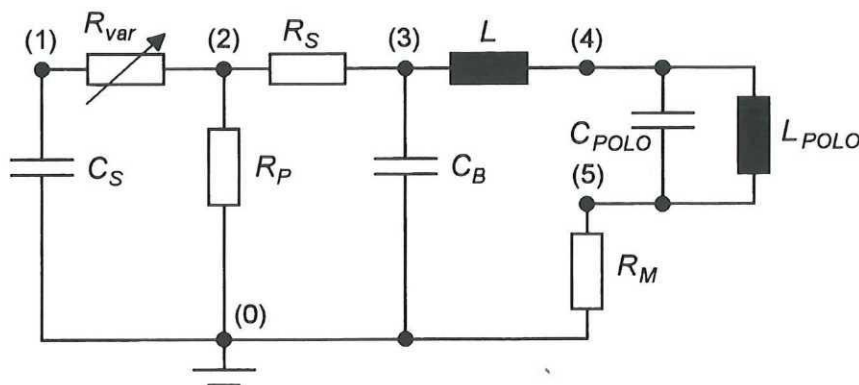 (1) R_var (2) R_S (3) L (4)
C_S R_P C_B C_POLO L_POLO
(5)
R_M
(0)